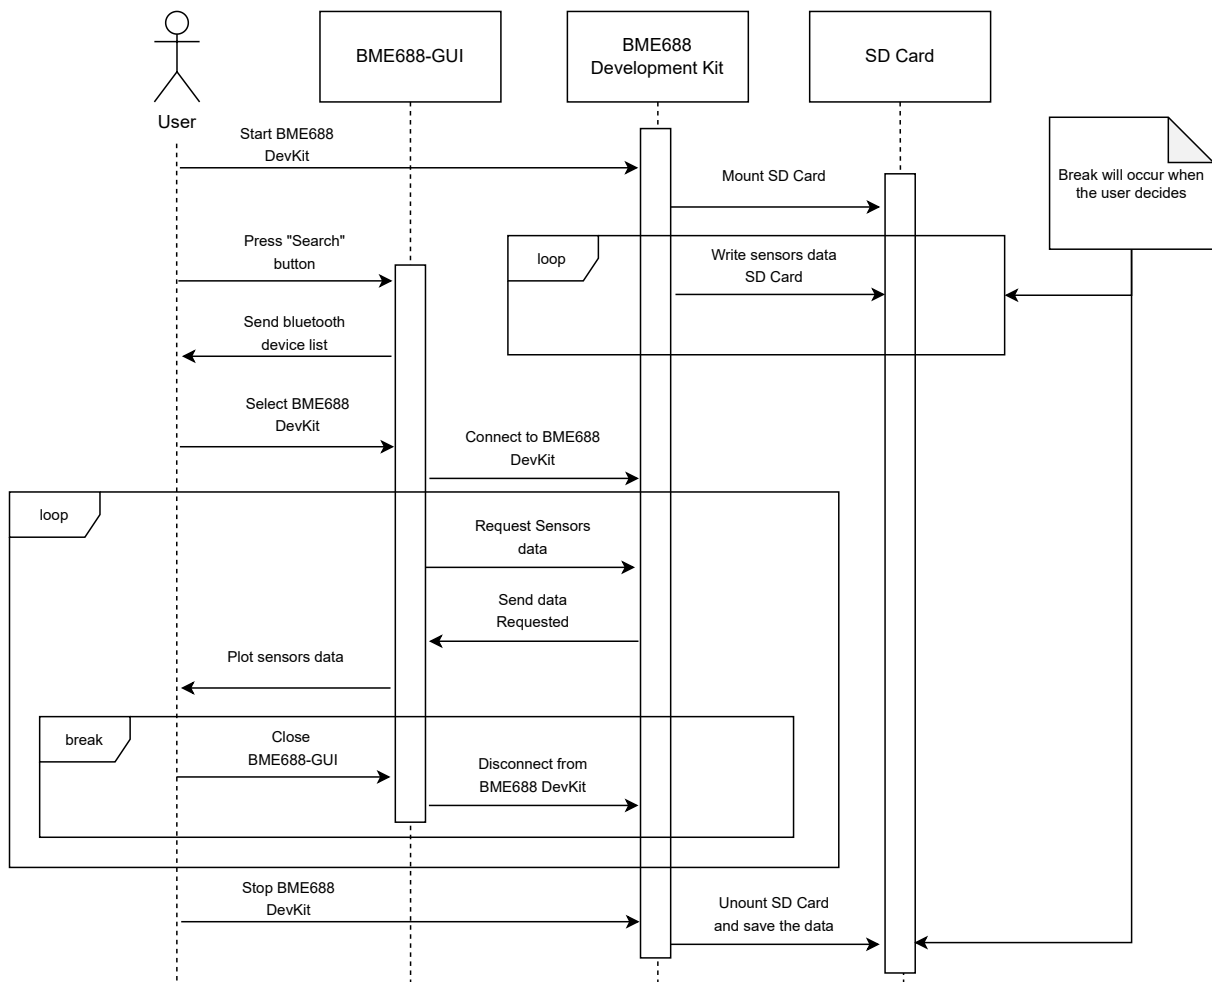 BME688-GUI
BME688
Development Kit
SD Card
User
Start BME688
DevKit
Mount SD Card
Break will occur when
the user decides
Press "Search"
button
loop
Write sensors data
SD Card
Send bluetooth
device list
Select BME688
DevKit
Connect to BME688
DevKit
loop
Request Sensors
data
Send data
Requested
Plot sensors data
break
Close
BME688-GUI
Disconnect from
BME688 DevKit
Stop BME688
DevKit
Unount SD Card
and save the data